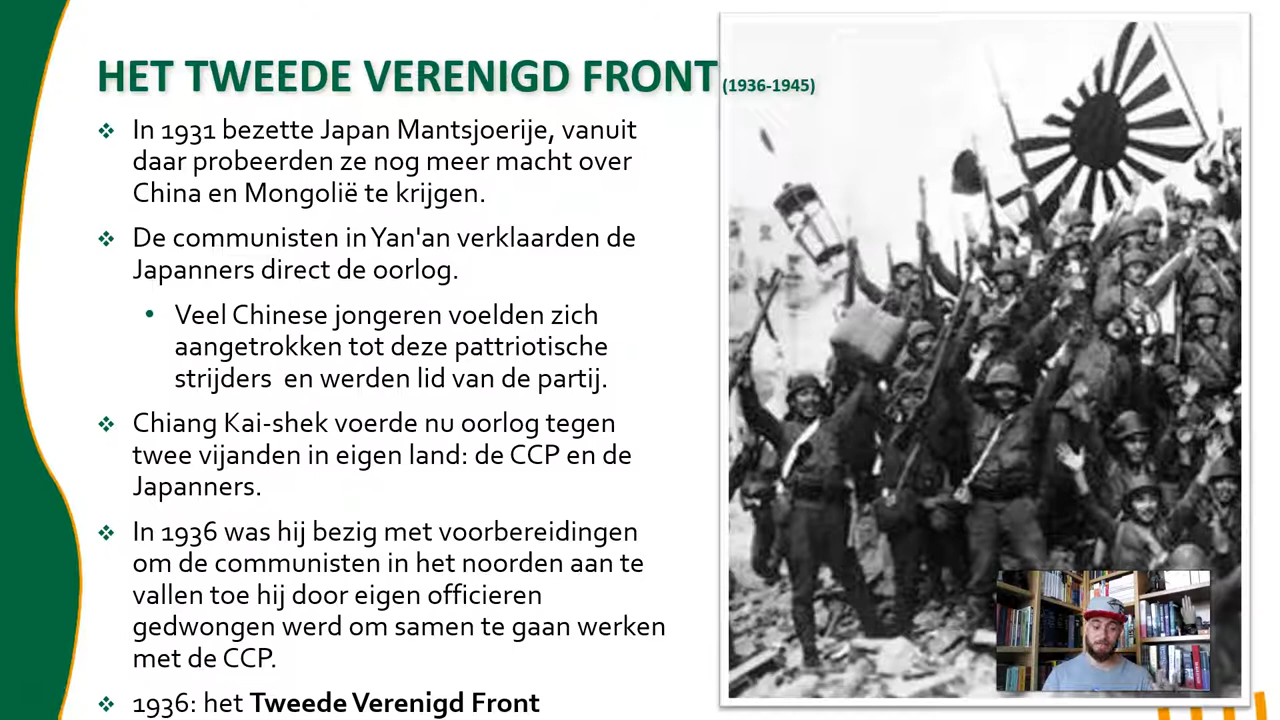 HET TWEEDE VERENIGD FRONT (1936-1945)
In 1931 bezette Japan Mantsjoerije, vanuit
daar probeerden ze nog meer macht over
China en Mongolië te krijgen.
De communisten in Yan'an verklaarden de
Japanners direct de oorlog.
Veel Chinese jongeren voelden zich
aangetrokken tot deze pattriotische
strijders en werden lid van de partij.
Chiang Kai-shek voerde nu oorlog tegen
twee vijanden in eigen land: de CCP en de
Japanners.
In 1936 was hij bezig met voorbereidingen
om de communisten in het noorden aan te
vallen toe hij door eigen officieren
gedwongen werd om samen te gaan werken
met de CCP.
1936: het Tweede Verenigd Front